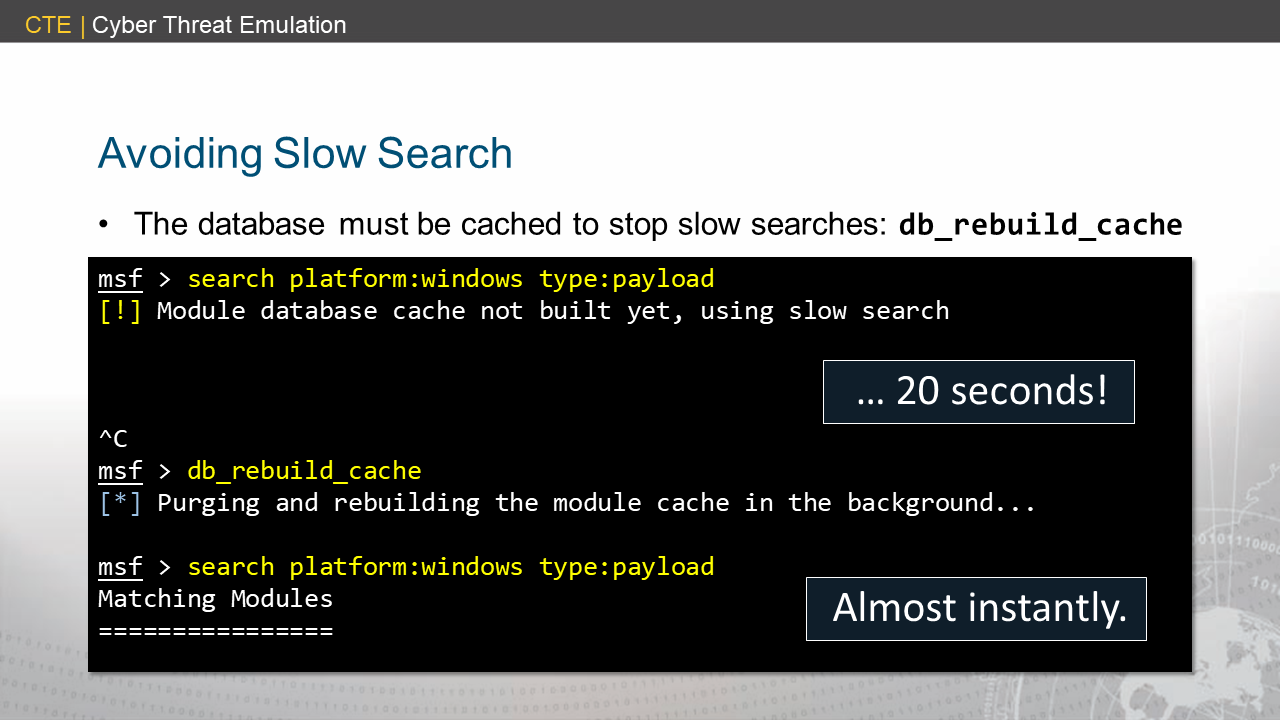 CTE | Cyber Threat Emulation
Avoiding Slow Search
• The database must be cached to stop slow searches: db_rebuild_cache
msf > search platform:windows type:payload
[!] Module database cache not built yet, using slow search
... 20 seconds!
^C
msf > db_rebuild_cache
[*] Purging and rebuilding the module cache in the background...
msf > search platform:windows type:payload
Matching Modules
================
Almost instantly.